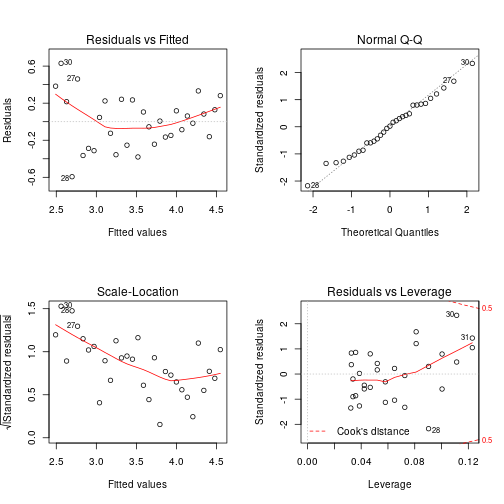 Residuals vs Fitted
Residuals
0.6
0.2
-0.2
-0.6
30
27
28
2.5 3.0 3.5 4.0 4.5
Fitted values
Normal Q-Q
Standardized residuals
2
1
0
-1
-2
30
27
28
-2 -1 0 1 2
Theoretical Quantiles
Scale-Location
√|Standardized residuals|
1.5
1.0
0.5
0.0
30
28
27
2.5 3.0 3.5 4.0 4.5
Fitted values
Residuals vs Leverage
Standardized residuals
2
1
0
-1
-2
0.5
30
31
28
Cook's distance
0.5
0.00 0.04 0.08 0.12
Leverage